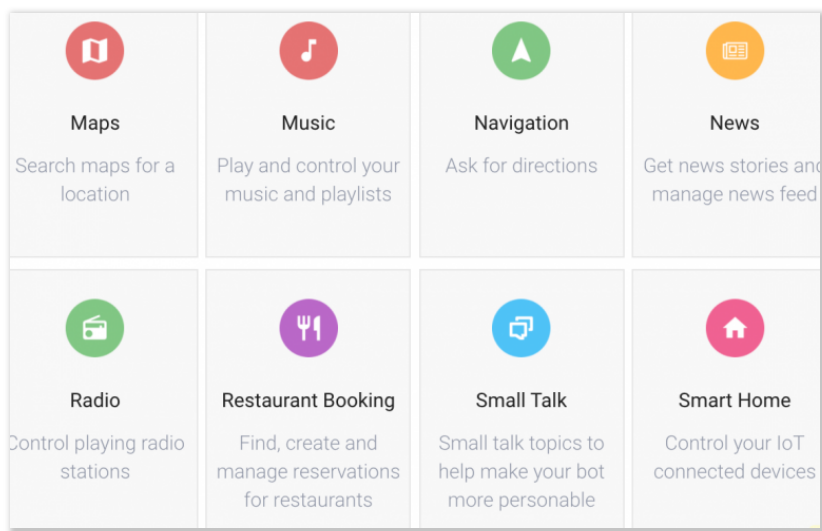 Maps
Search maps for a
location
Music
Play and control your
music and playlists
Navigation
Ask for directions
News
Get news stories and
manage news feed
Radio
Control playing radio
stations
Restaurant Booking
Find, create and
manage reservations
for restaurants
Small Talk
Small talk topics to
help make your bot
more personable
Smart Home
Control your IoT
connected devices